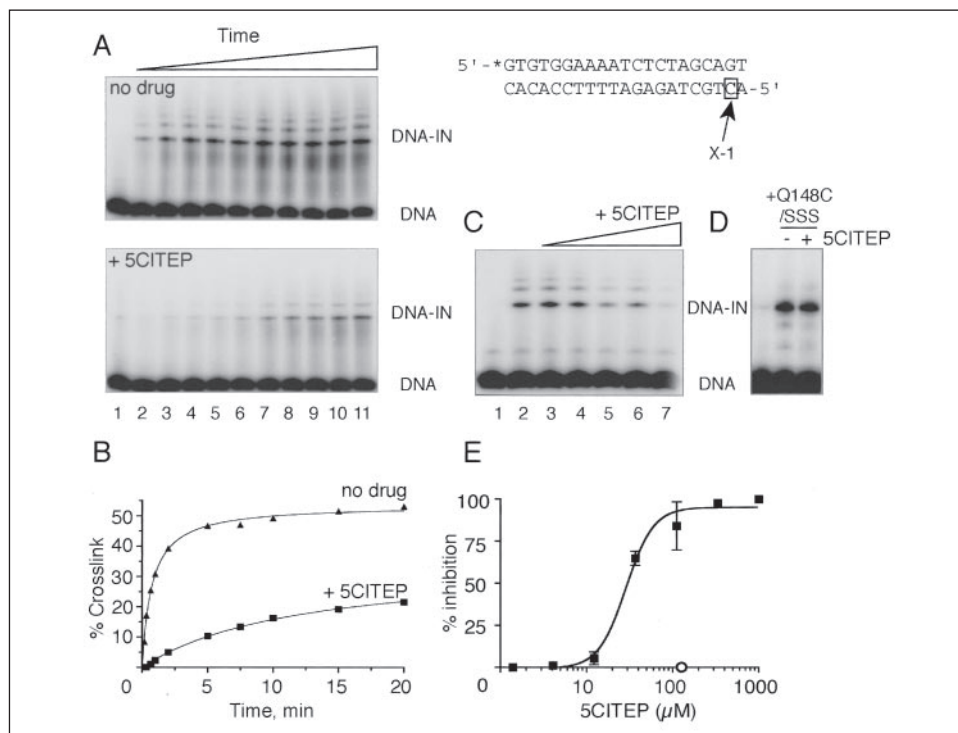 A
Time
no drug
DNA-IN
DNA
+ 5CITEP
DNA-IN
DNA
1 2 3 4 5 6 7 8 9 10 11
5'-*GTGTGGAAAATCTCTAGCAGT
CACACCTTTTAGAGATCGTCA-5'
X-1
C
+ 5CITEP
1 2 3 4 5 6 7
D
+Q148C
/SSS
- + 5CITEP
DNA-IN
DNA
B
% Crosslink
50
40
30
20
10
0
no drug
+ 5CITEP
0 5 10 15 20
Time, min
E
% inhibition
100
75
50
25
0
10 100 1000
5CITEP (µM)